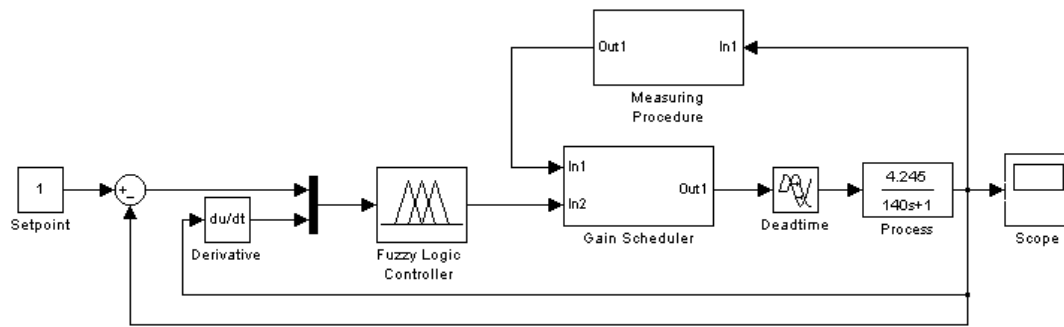 Out1
In1
Measuring
Procedure
1
Setpoint
+
−
du/dt
Derivative
Fuzzy Logic
Controller
In1
In2
Out1
Gain Scheduler
Deadtime
4.245
140s+1
Process
Scope